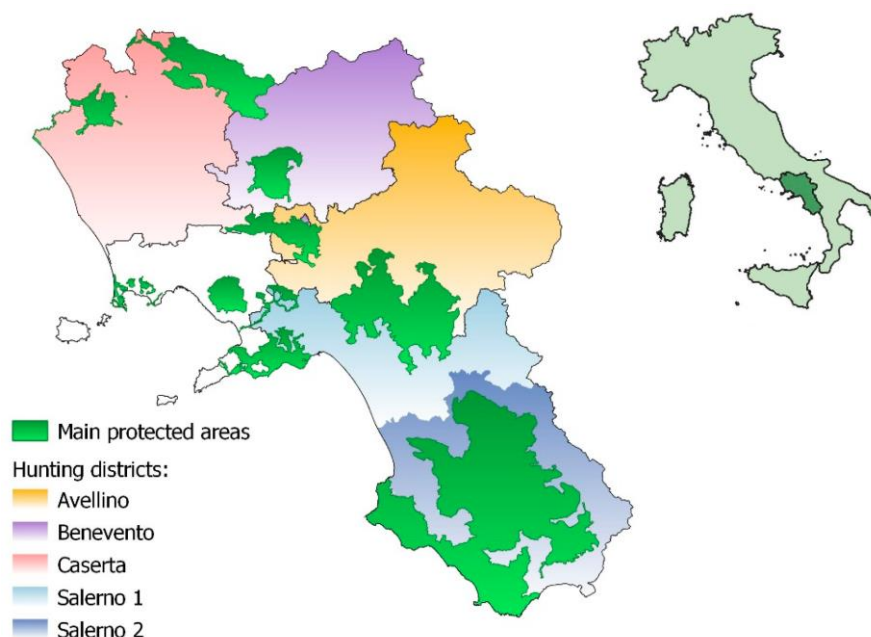 Main protected areas
Hunting districts:
Avellino
Benevento
Caserta
Salerno 1
Salerno 2